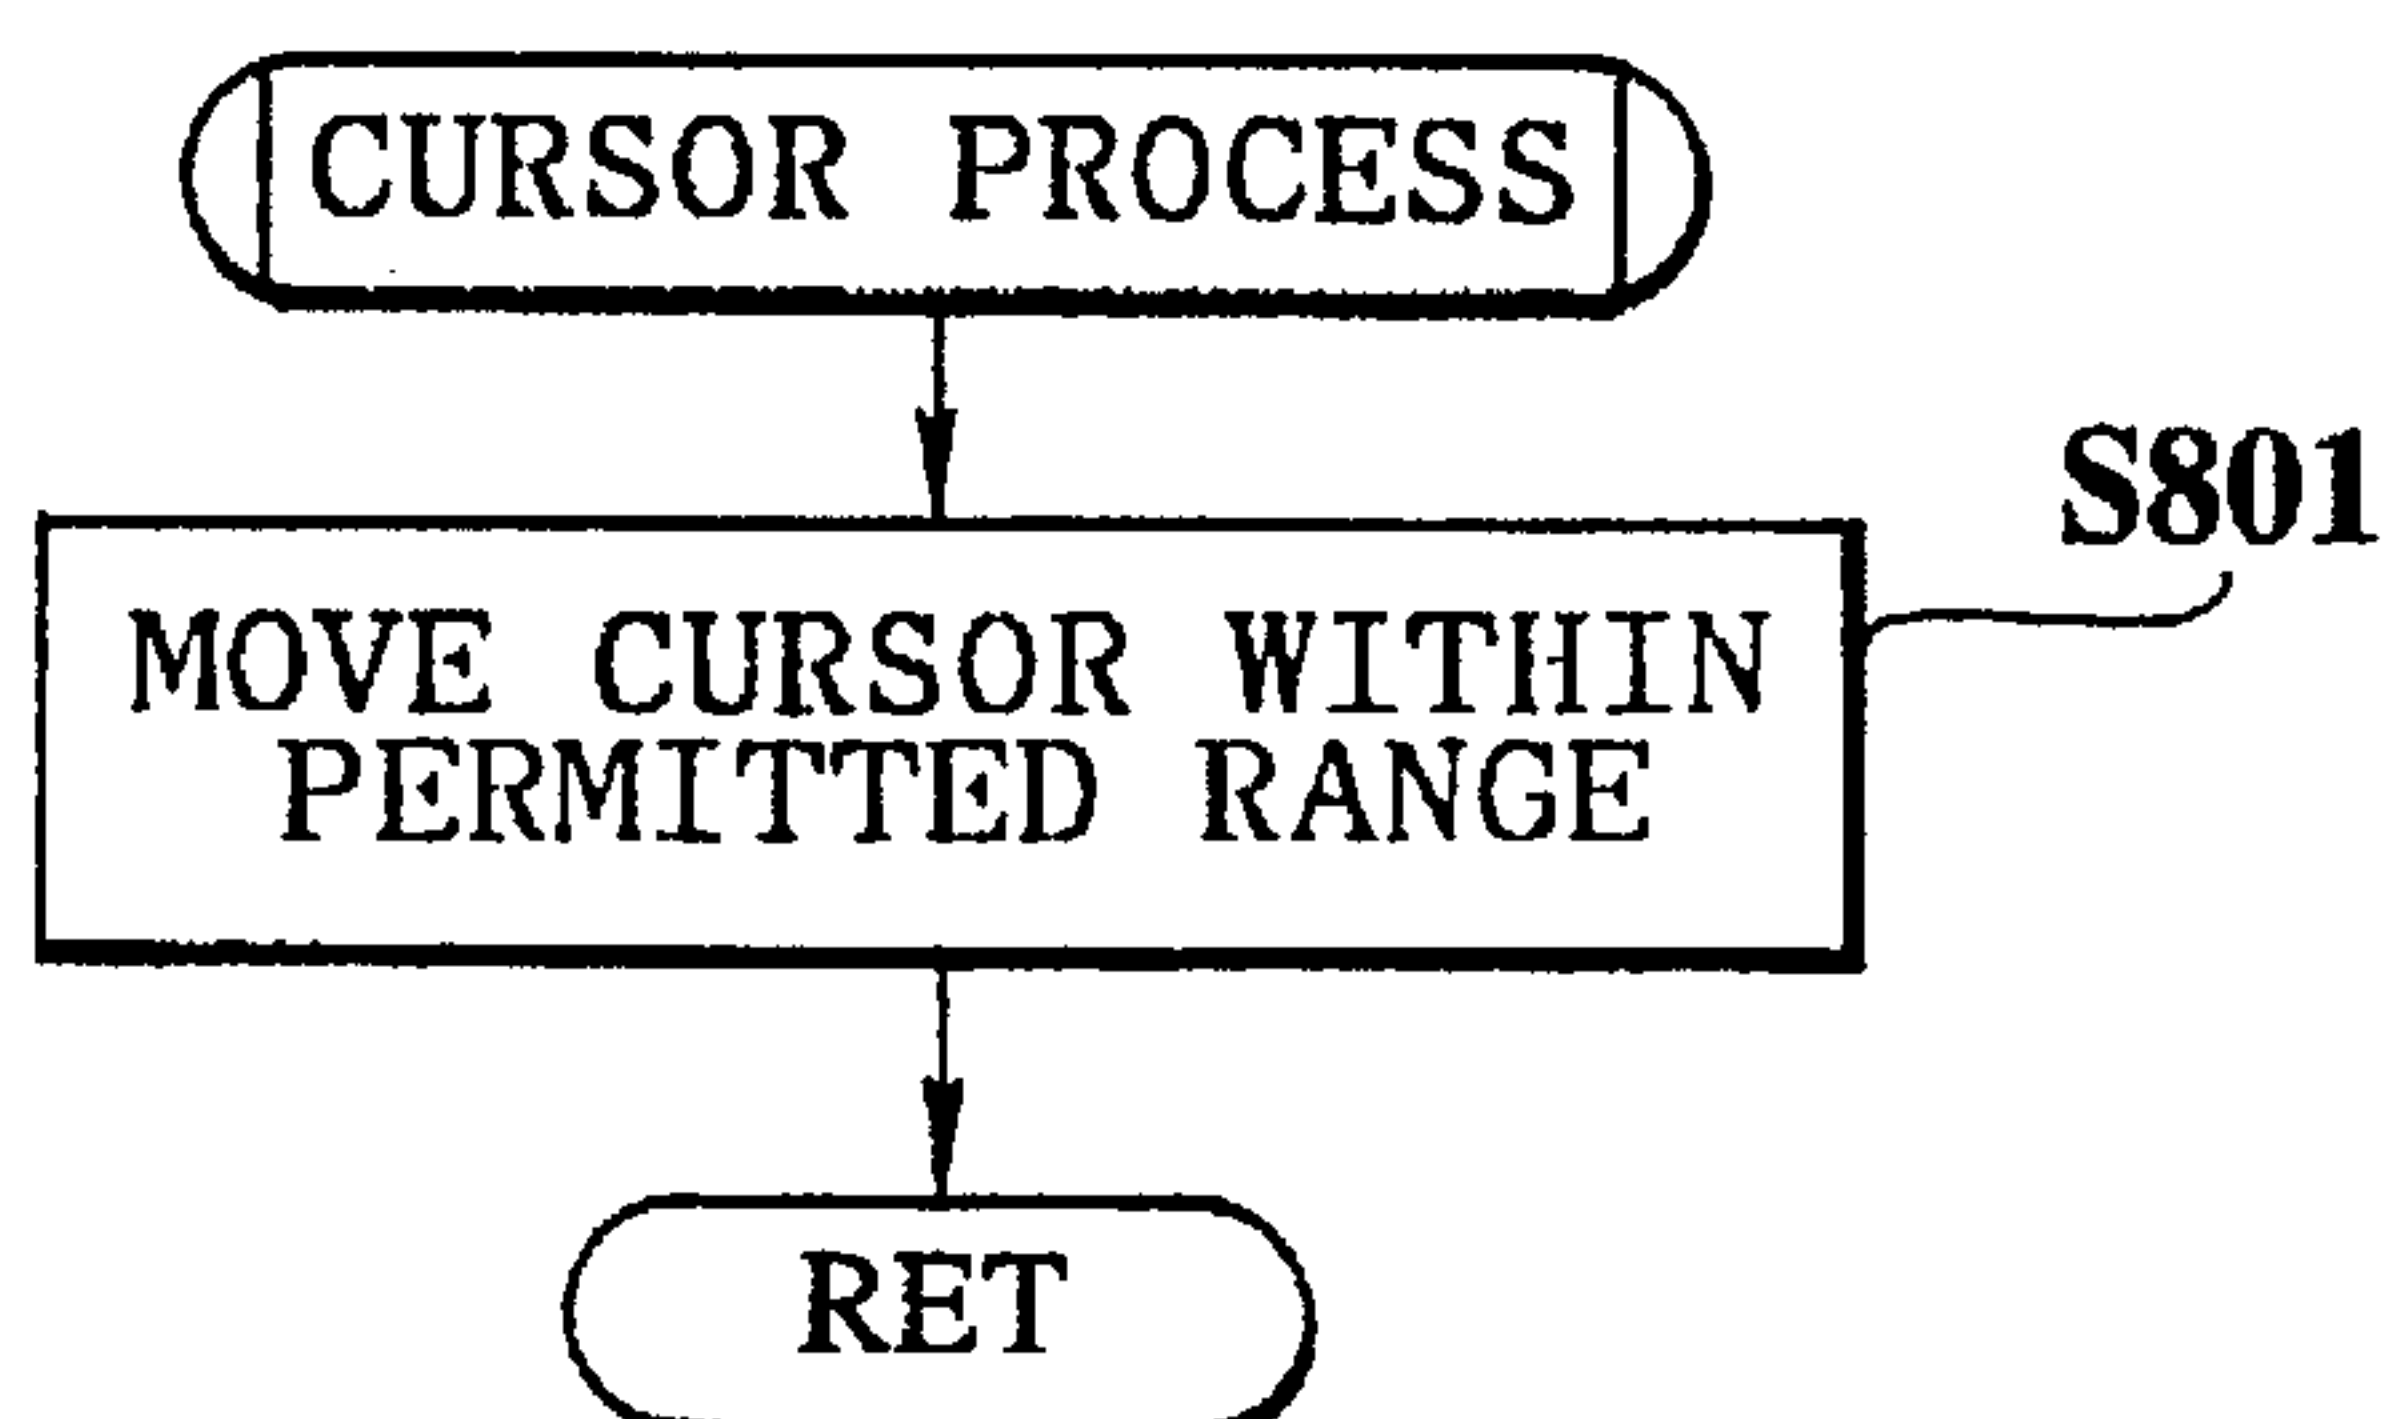 CURSOR PROCESS
S801
MOVE CURSOR WITHIN
PERMITTED RANGE
RET